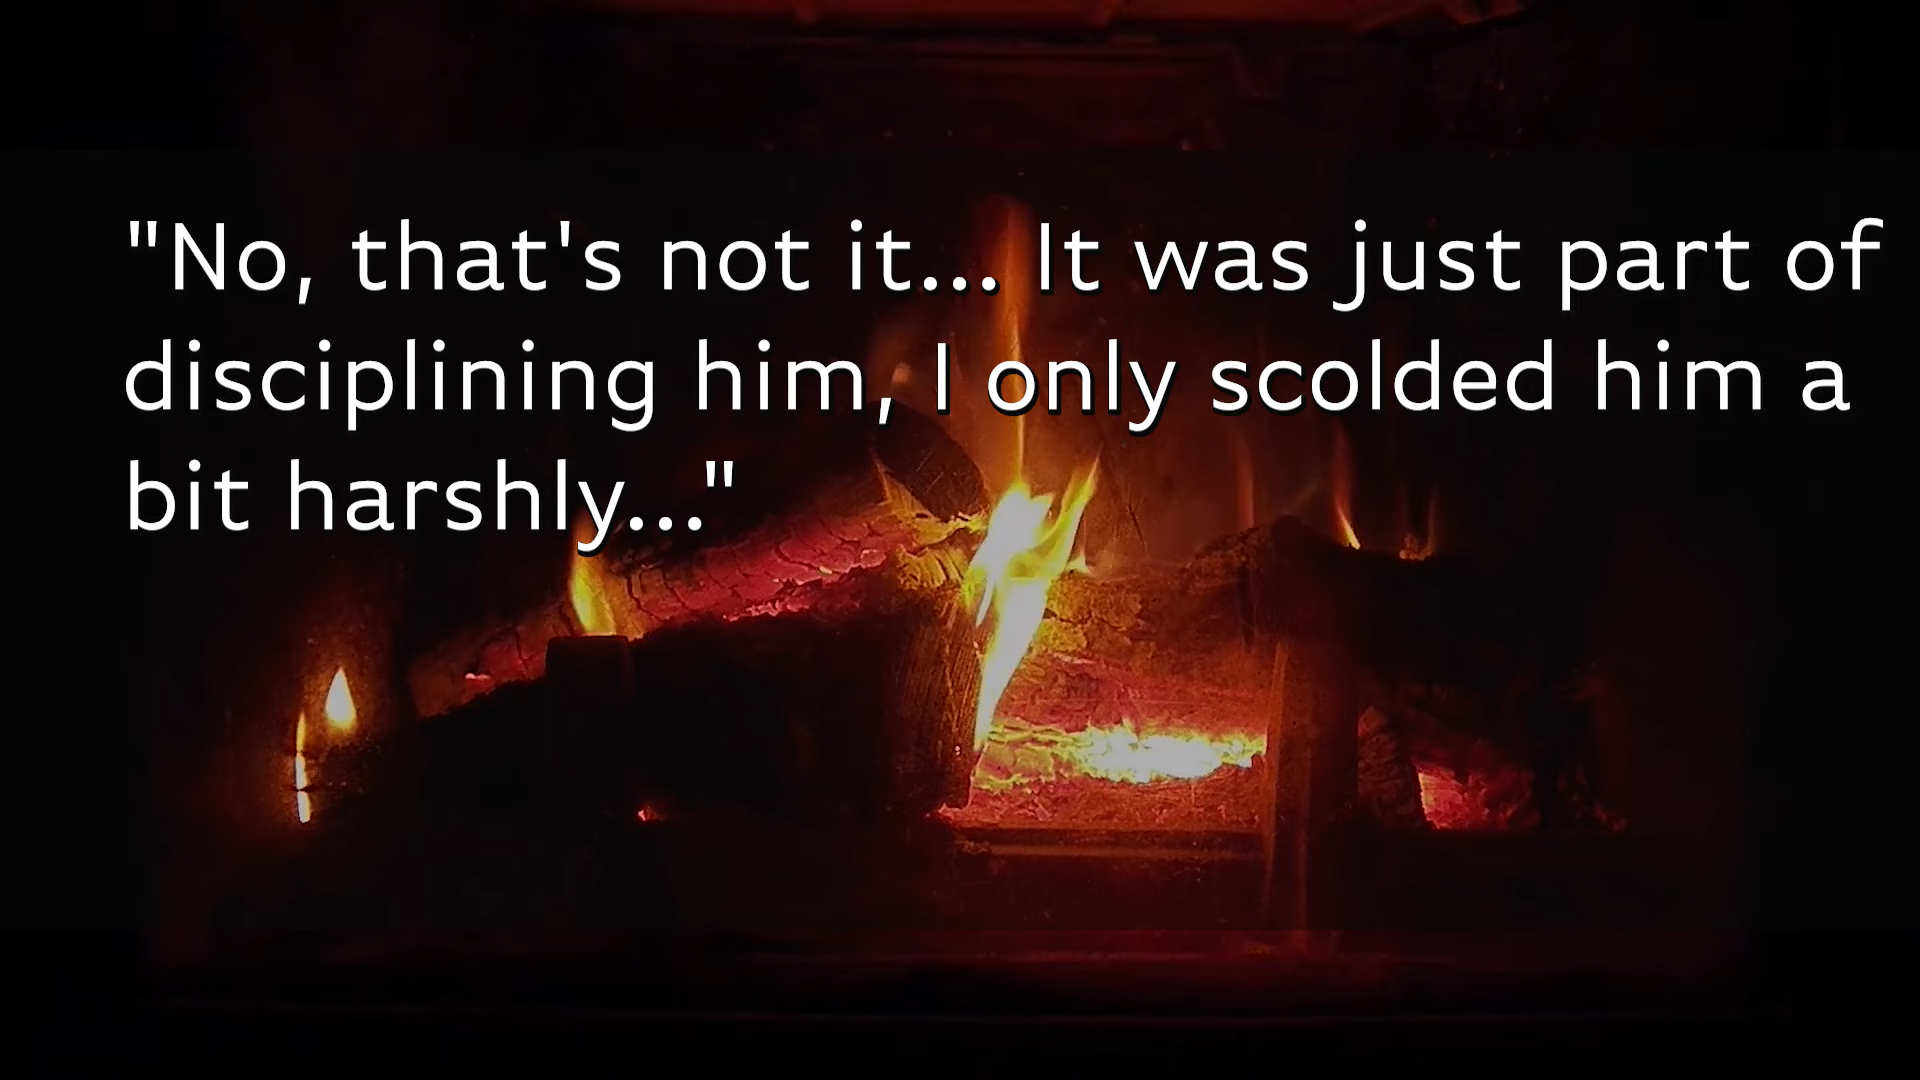 "No, that's not it... It was just part of
disciplining him, I only scolded him a
bit harshly..."